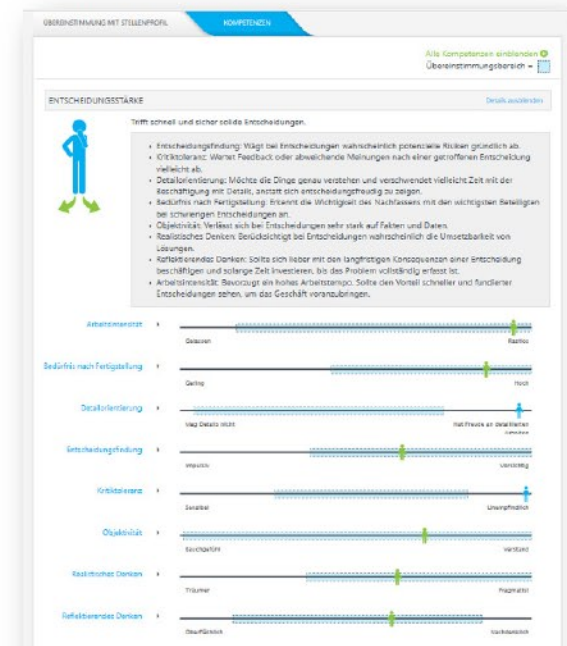 ÜBEREINSTIMMUNG MIT STELLENPROFIL
KOMPETENZEN
Alle Kompetenzen einblenden
Übereinstimmungsbereich =
ENTSCHEIDUNGSSTÄRKE
Details ausblenden
Trifft schnell und sicher solide Entscheidungen.
• Entscheidungsfindung: Wägt bei Entscheidungen wahrscheinlich potenzielle Risiken gründlich ab.
• Kritiktoleranz: Wertet Feedback oder abweichende Meinungen nach einer getroffenen Entscheidung
vielleicht ab.
• Detailorientierung: Möchte die Dinge genau verstehen und verschwendet vielleicht Zeit mit der
Beschäftigung mit Details, anstatt sich entscheidungsfreudig zu zeigen.
• Bedürfnis nach Fertigstellung: Erkennt die Wichtigkeit des Nachfassens mit den wichtigsten Beteiligten
bei schwierigen Entscheidungen an.
• Objektivität: Verlässt sich bei Entscheidungen sehr stark auf Fakten und Daten.
• Realistisches Denken: Berücksichtigt bei Entscheidungen wahrscheinlich die Umsetzbarkeit von
Lösungen.
• Reflektierendes Denken: Sollte sich lieber mit den langfristigen Konsequenzen einer Entscheidung
beschäftigen und solange Zeit investieren, bis das Problem vollständig erfasst ist.
• Arbeitsintensität: Bevorzugt ein hohes Arbeitstempo. Sollte den Vorteil schneller und fundierter
Entscheidungen sehen, um das Geschäft voranzubringen.
Arbeitsintensität
Gelassen
Rastlos
Bedürfnis nach Fertigstellung
Gering
Hoch
Detailorientierung
Mag Details nicht
Hat Freude an detaillierten
Entscheidungsfindung
Impulsiv
Vorsichtig
Kritiktoleranz
Sensibel
Unempfindlich
Objektivität
Bauchgefühl
Verstand
Realistisches Denken
Träumer
Pragmatist
Reflektierendes Denken
Oberflächlich
Nachdenklich